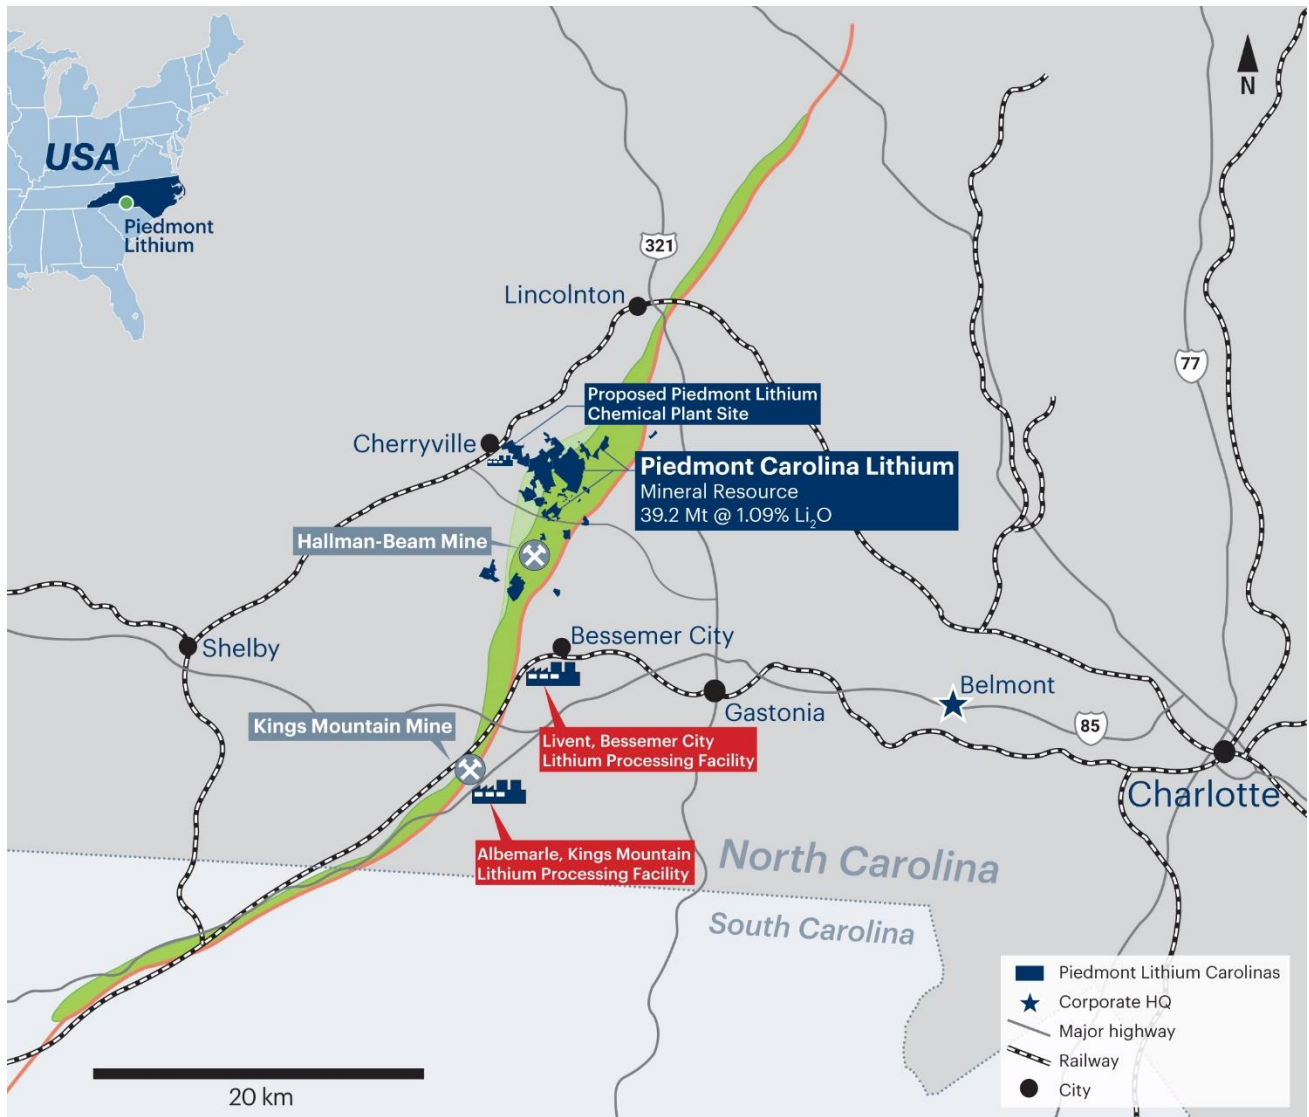 USA
Piedmont
Lithium
N
321
77
Lincolnton
Proposed Piedmont Lithium
Chemical Plant Site
Cherryville
Piedmont Carolina Lithium
Mineral Resource
39.2 Mt @ 1.09% Li₂O
Hallman-Beam Mine
Shelby
Bessemer City
Belmont
Gastonia
Kings Mountain Mine
85
Livent, Bessemer City
Lithium Processing Facility
Charlotte
Albemarle, Kings Mountain
Lithium Processing Facility
North Carolina
South Carolina
Piedmont Lithium Carolinas
Corporate HQ
Major highway
Railway
City
20 km